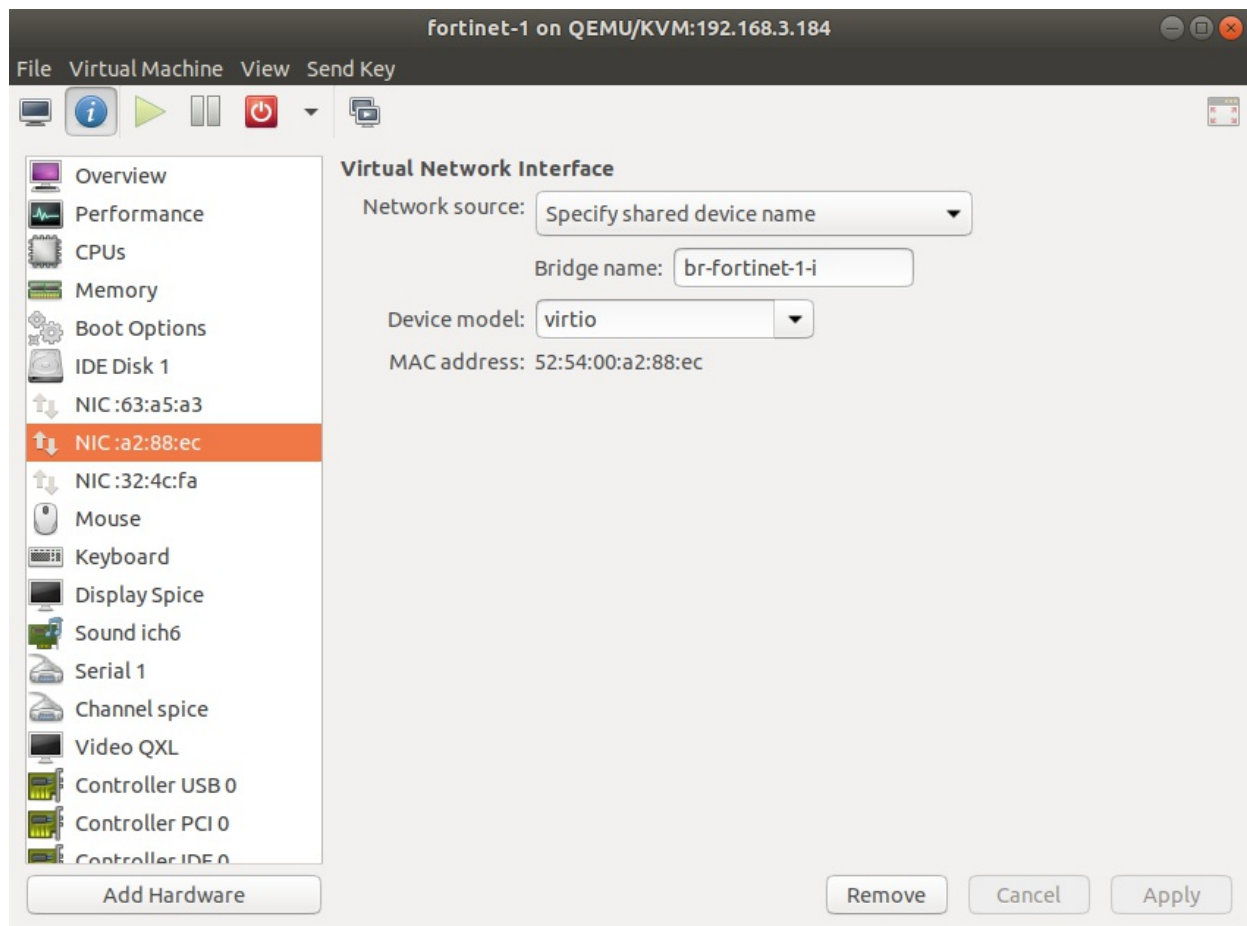 fortinet-1 on QEMU/KVM:192.168.3.184
File Virtual Machine View Send Key
Overview
Performance
CPUs
Memory
Boot Options
IDE Disk 1
NIC :63:a5:a3
NIC :a2:88:ec
NIC :32:4c:fa
Mouse
Keyboard
Display Spice
Sound ich6
Serial 1
Channel spice
Video QXL
Controller USB 0
Controller PCI 0
Controller IDE 0
Add Hardware
Virtual Network Interface
Network source: Specify shared device name
Bridge name: br-fortinet-1-i
Device model: virtio
MAC address: 52:54:00:a2:88:ec
Remove Cancel Apply